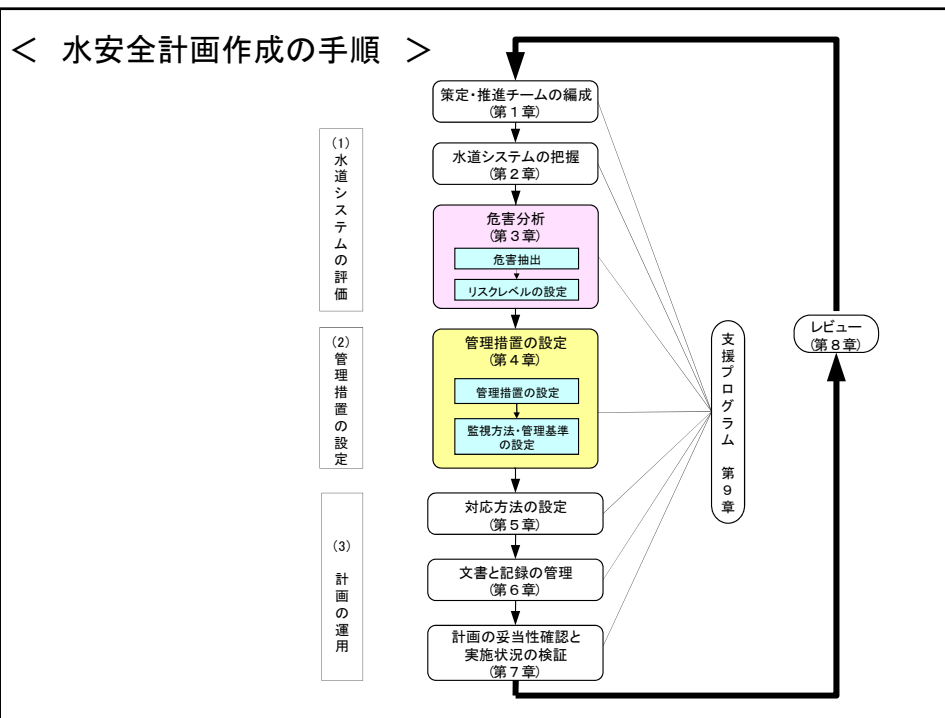 ＜ 水安全計画作成の手順 ＞
策定・推進チームの編成
(第１章)
(1)
水道システムの評価
水道システムの把握
(第２章)
危害分析
(第３章)
危害抽出
リスクレベルの設定
(2)
管理措置の設定
管理措置の設定
(第４章)
管理措置の設定
監視方法・管理基準
の設定
(3)
計画の運用
対応方法の設定
(第５章)
文書と記録の管理
(第６章)
計画の妥当性確認と
実施状況の検証
(第７章)
支援プログラム 第９章
レビュー
(第８章)